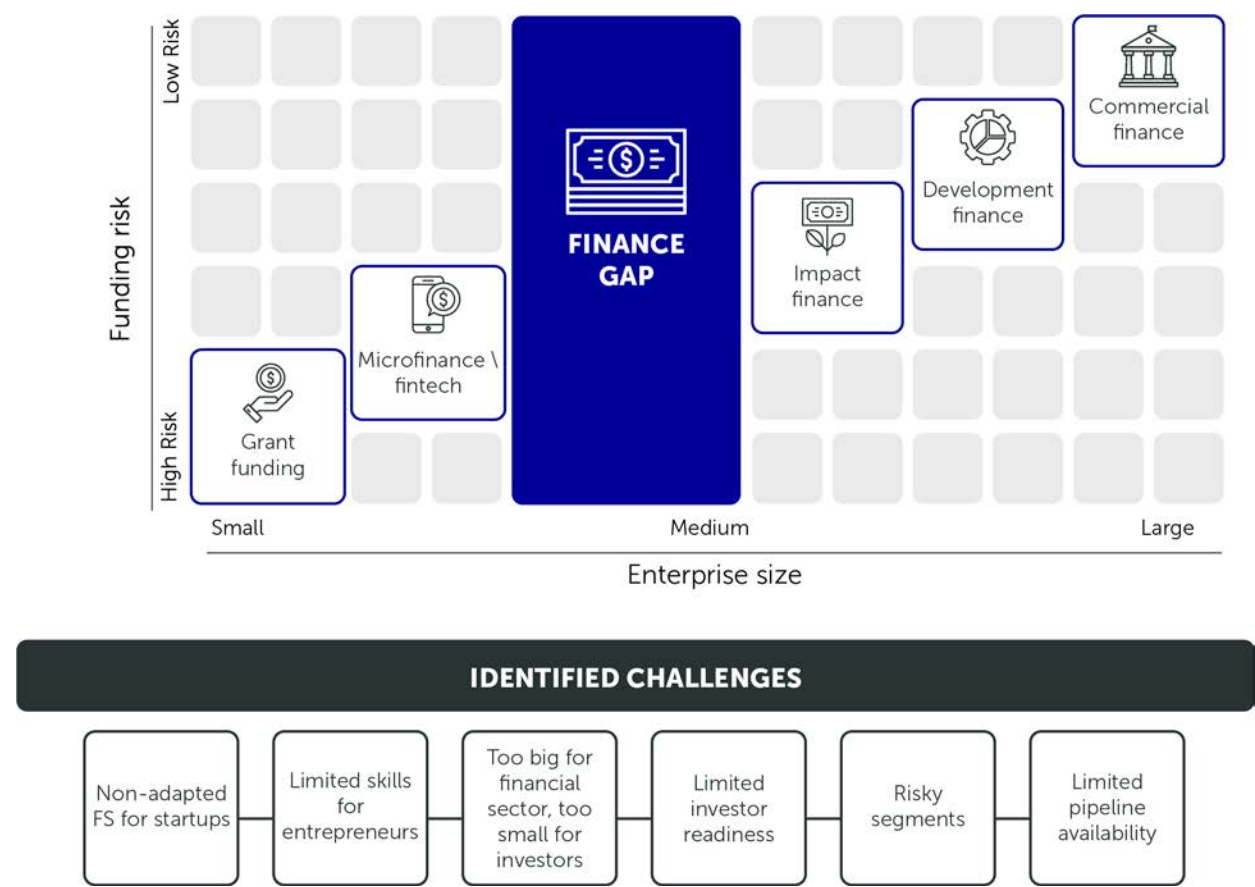 Low Risk
Funding risk
High Risk
Commercial
finance
Development
finance
FINANCE
GAP
Impact
finance
Microfinance \
fintech
Grant
funding
Small
Medium
Large
Enterprise size
IDENTIFIED CHALLENGES
Non-adapted
FS for startups
Limited skills
for
entrepreneurs
Too big for
financial
sector, too
small for
investors
Limited
investor
readiness
Risky
segments
Limited
pipeline
availability